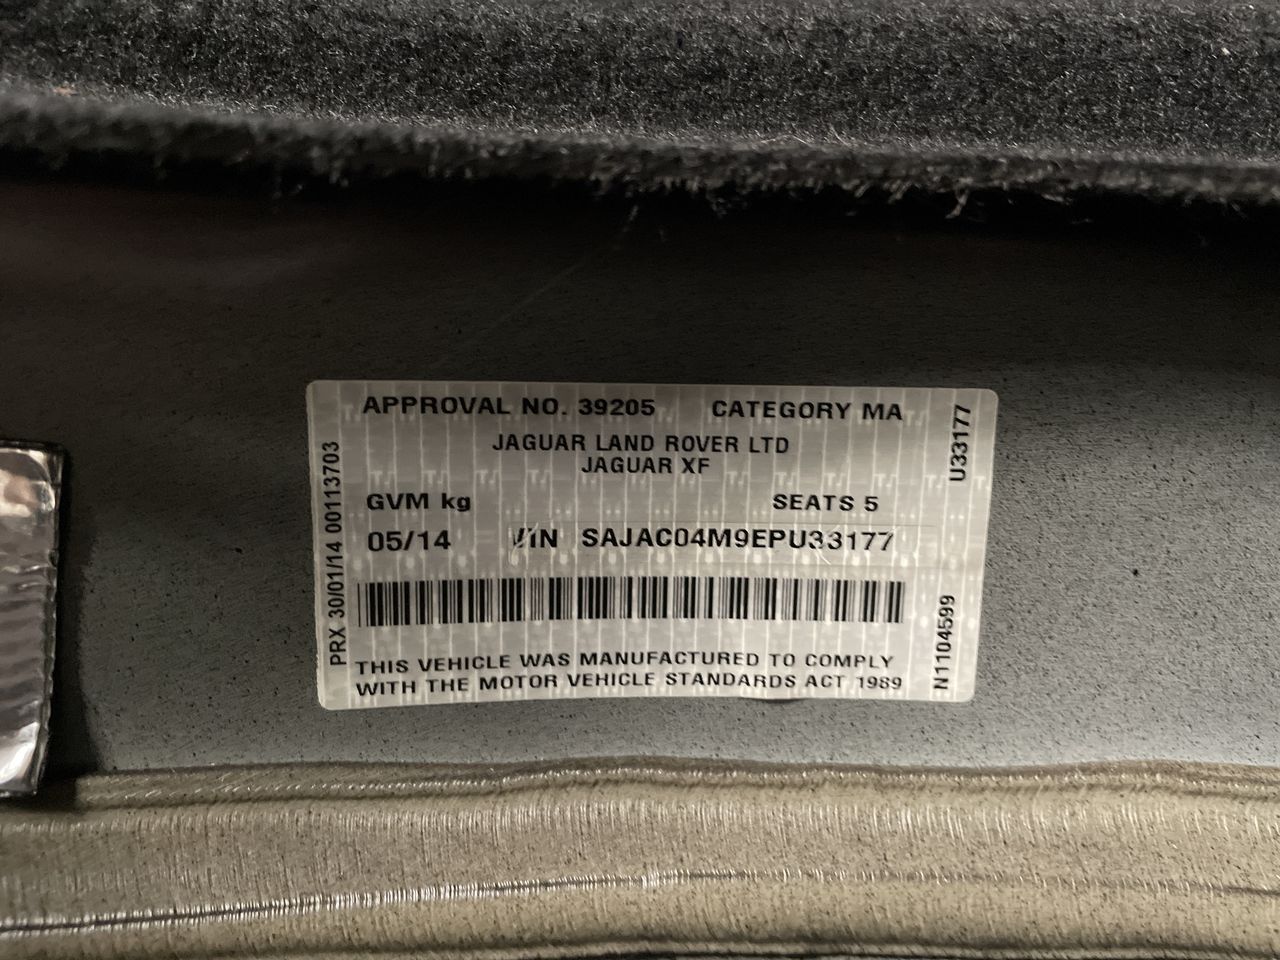 APPROVAL NO. 39205 CATEGORY MA
JAGUAR LAND ROVER LTD
JAGUAR XF
GVM kg SEATS 5
05/14 VIN SAJAC04M9EPU33177
THIS VEHICLE WAS MANUFACTURED TO COMPLY
WITH THE MOTOR VEHICLE STANDARDS ACT 1989
PRX 30/01/14 00113703
U33177
N1104599